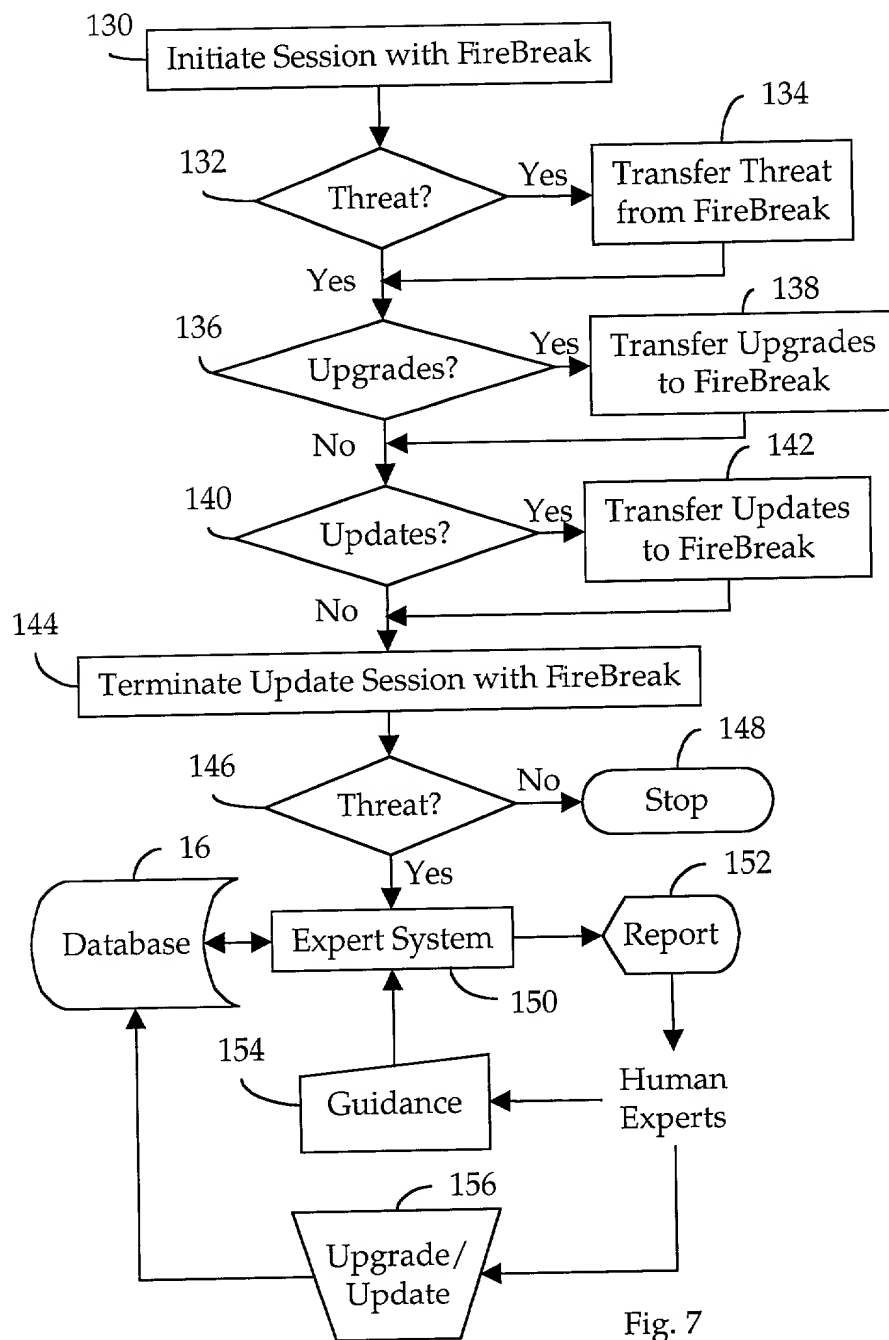 130
Initiate Session with FireBreak
134
132
Threat?
Yes
Transfer Threat
from FireBreak
Yes
138
136
Upgrades?
Yes
Transfer Upgrades
to FireBreak
No
142
140
Updates?
Yes
Transfer Updates
to FireBreak
No
144
Terminate Update Session with FireBreak
148
146
Threat?
No
Stop
16
Yes
152
Database
Expert System
Report
150
154
Guidance
Human
Experts
156
Upgrade/
Update
Fig. 7